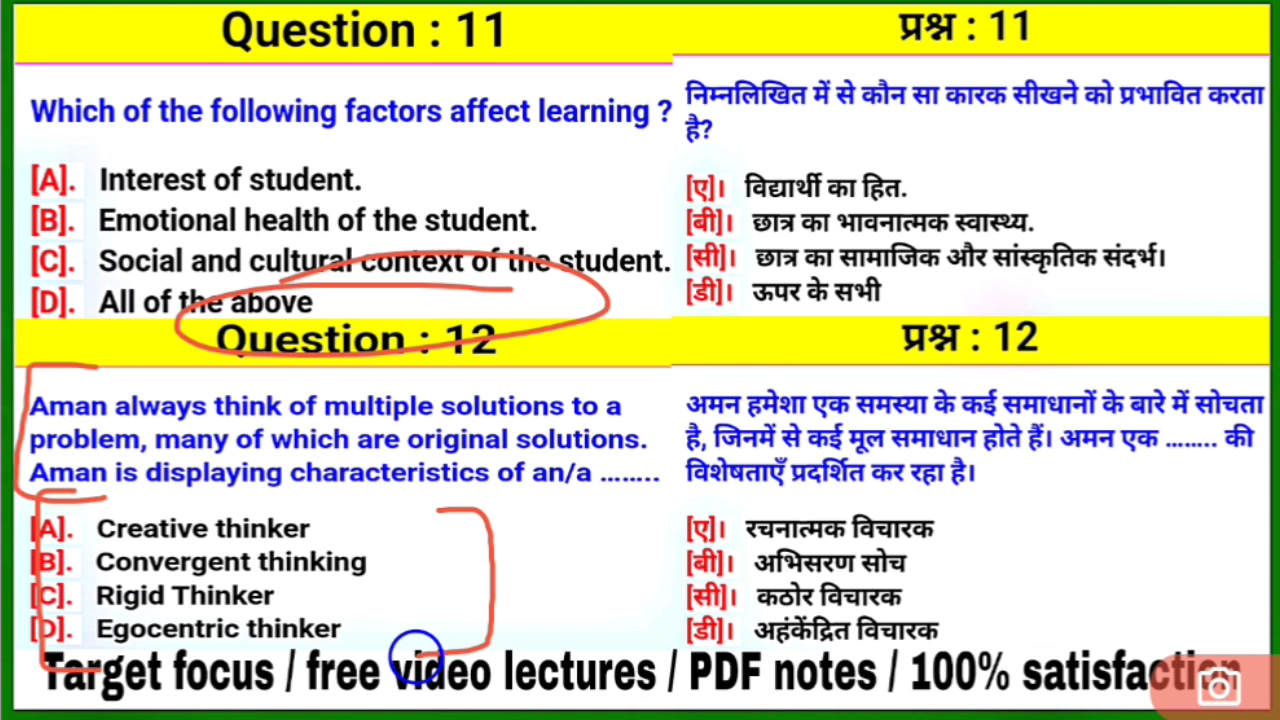 Question : 11
Which of the following factors affect learning ?
[A]. Interest of student.
[B]. Emotional health of the student.
[C]. Social and cultural context of the student.
[D]. All of the above
Question : 12
Aman always think of multiple solutions to a
problem, many of which are original solutions.
Aman is displaying characteristics of an/a ........
[A]. Creative thinker
[B]. Convergent thinking
[C]. Rigid Thinker
[D]. Egocentric thinker
प्रश्न : 11
निम्नलिखित में से कौन सा कारक सीखने को प्रभावित करता
है?
[ए]। विद्यार्थी का हित.
[बी]। छात्र का भावनात्मक स्वास्थ्य.
[सी]। छात्र का सामाजिक और सांस्कृतिक संदर्भ।
[डी]। ऊपर के सभी
प्रश्न : 12
अमन हमेशा एक समस्या के कई समाधानों के बारे में सोचता
है, जिनमें से कई मूल समाधान होते हैं। अमन एक ........ की
विशेषताएँ प्रदर्शित कर रहा है।
[ए]। रचनात्मक विचारक
[बी]। अभिसरण सोच
[सी]। कठोर विचारक
[डी]। अहंकेंद्रित विचारक
Target focus / free video lectures / PDF notes / 100% satisfaction